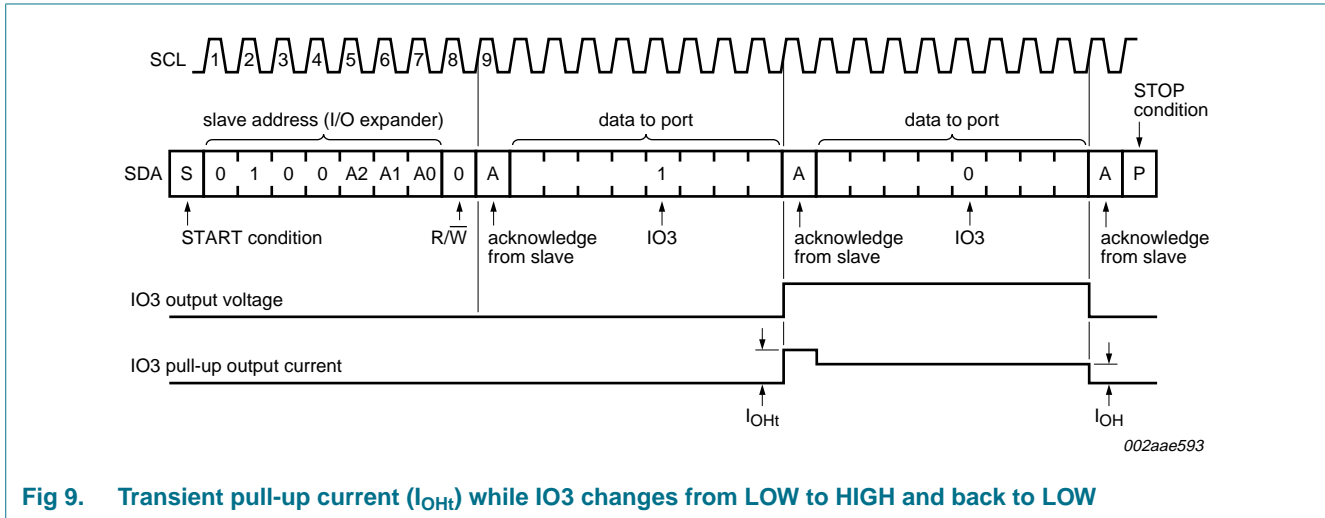 SCL 1 2 3 4 5 6 7 8 9
STOP
condition
slave address (I/O expander) data to port data to port
SDA S 0 1 0 0 A2 A1 A0 0 A 1 A 0 A P
START condition R/W̅ acknowledge
from slave IO3 acknowledge
from slave IO3 acknowledge
from slave
IO3 output voltage
IO3 pull-up output current
IOHt IOH
002aae593
Fig 9. Transient pull-up current (IOHt) while IO3 changes from LOW to HIGH and back to LOW